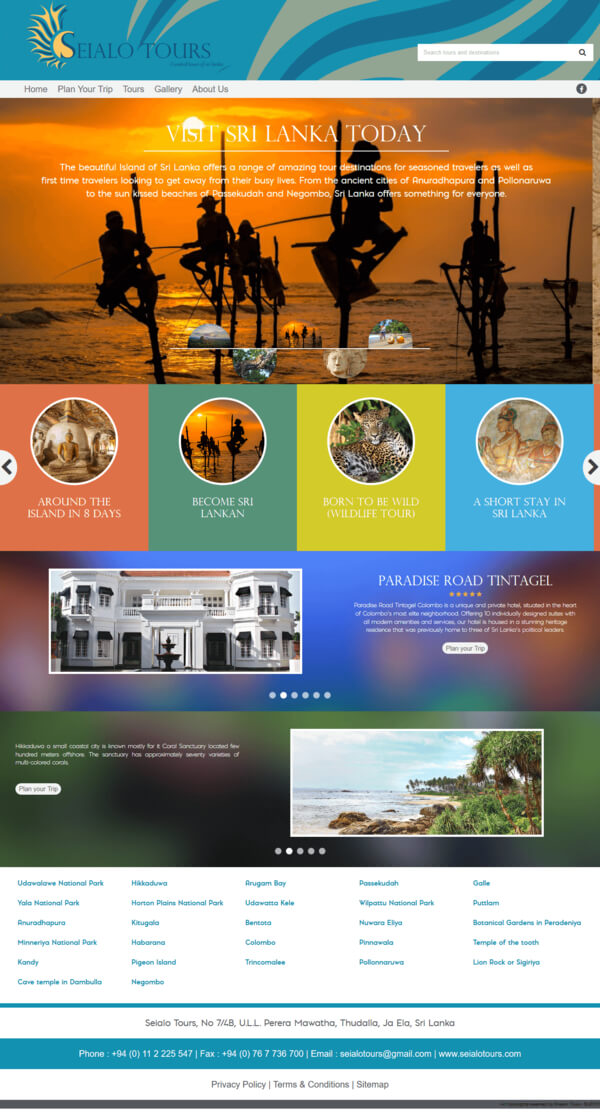 SEIALO TOURS
Search tours and destinations
Home Plan Your Trip Tours Gallery About Us
VISIT SRI LANKA TODAY
The beautiful Island of Sri Lanka offers a range of amazing tour destinations for seasoned travelers as well as
first time travelers looking to get away from their busy lives. From the ancient cities of Anuradhapura and Pollonaruwa
to the sun kissed beaches of Passekudah and Negombo, Sri Lanka offers something for everyone.
AROUND THE
ISLAND IN 8 DAYS
BECOME SRI
LANKAN
BORN TO BE WILD
(WILDLIFE TOUR)
A SHORT STAY IN
SRI LANKA
PARADISE ROAD TINTAGEL
Paradise Road Tintagel Colombo is a unique and private hotel, situated in the heart
of Colombo's most elite neighborhood. Offering 10 individually designed suites with
all modern amenities and services, our hotel is housed in a stunning heritage
residence that was previously home to three of Sri Lanka's political leaders.
Plan your Trip
Hikkaduwa a small coastal city is known mostly for it Coral Sanctuary located few
hundred meters offshore. The sanctuary has approximately seventy varieties of
multi-colored corals.
Plan your Trip
Udawalawe National Park Hikkaduwa Arugam Bay Passekudah Galle
Yala National Park Horton Plains National Park Udawatta Kele Wilpattu National Park Puttlam
Anuradhapura Kitugala Bentota Nuwara Eliya Botanical Gardens in Peradeniya
Minneriya National Park Habarana Colombo Pinnawala Temple of the tooth
Kandy Pigeon Island Trincomalee Pollonnaruwa Lion Rock or Sigiriya
Cave temple in Dambulla Negombo
Seialo Tours, No 7/4B, U.L.L. Perera Mawatha, Thudalla, Ja Ela, Sri Lanka
Phone : +94 (0) 11 2 225 547 | Fax : +94 (0) 76 7 736 700 | Email : seialotours@gmail.com | www.seialotours.com
Privacy Policy | Terms & Conditions | Sitemap